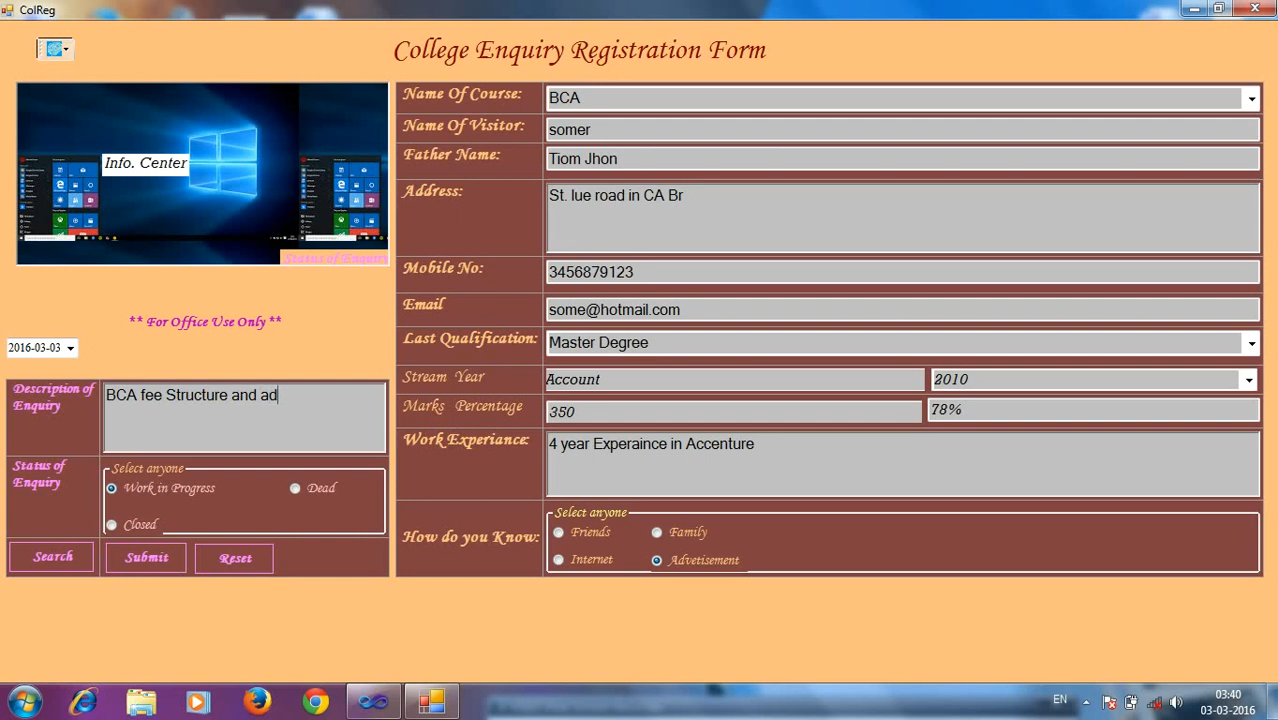 ColReg
College Enquiry Registration Form
Info. Center
Status of Enquiry
** For Office Use Only **
2016-03-03
Description of Enquiry
BCA fee Structure and ad
Status of Enquiry
Select anyone
Work in Progress
Dead
Closed
Search
Submit
Reset
Name Of Course:
BCA
Name Of Visitor:
somer
Father Name:
Tiom Jhon
Address:
St. lue road in CA Br
Mobile No:
3456879123
Email
some@hotmail.com
Last Qualification:
Master Degree
Stream Year
Account
2010
Marks Percentage
350
78%
Work Experiance:
4 year Experaince in Accenture
How do you Know:
Select anyone
Friends
Family
Internet
Advetisement
EN
03:40
03-03-2016